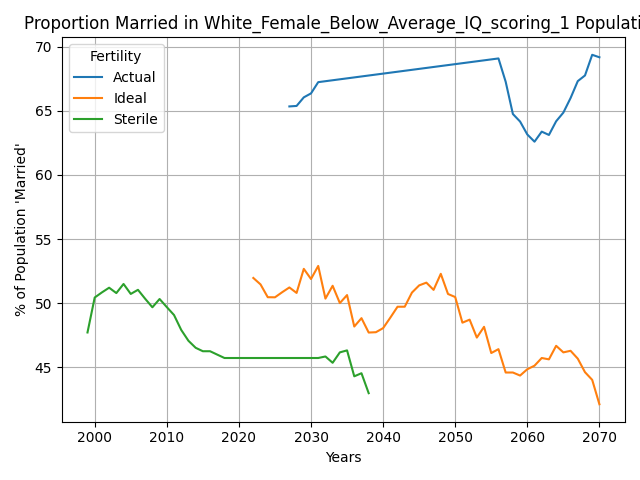 Proportion Married in White_Female_Below_Average_IQ_scoring_1 Populati
Fertility
Actual
Ideal
Sterile
% of Population 'Married'
70
65
60
55
50
45
2000 2010 2020 2030 2040 2050 2060 2070
Years